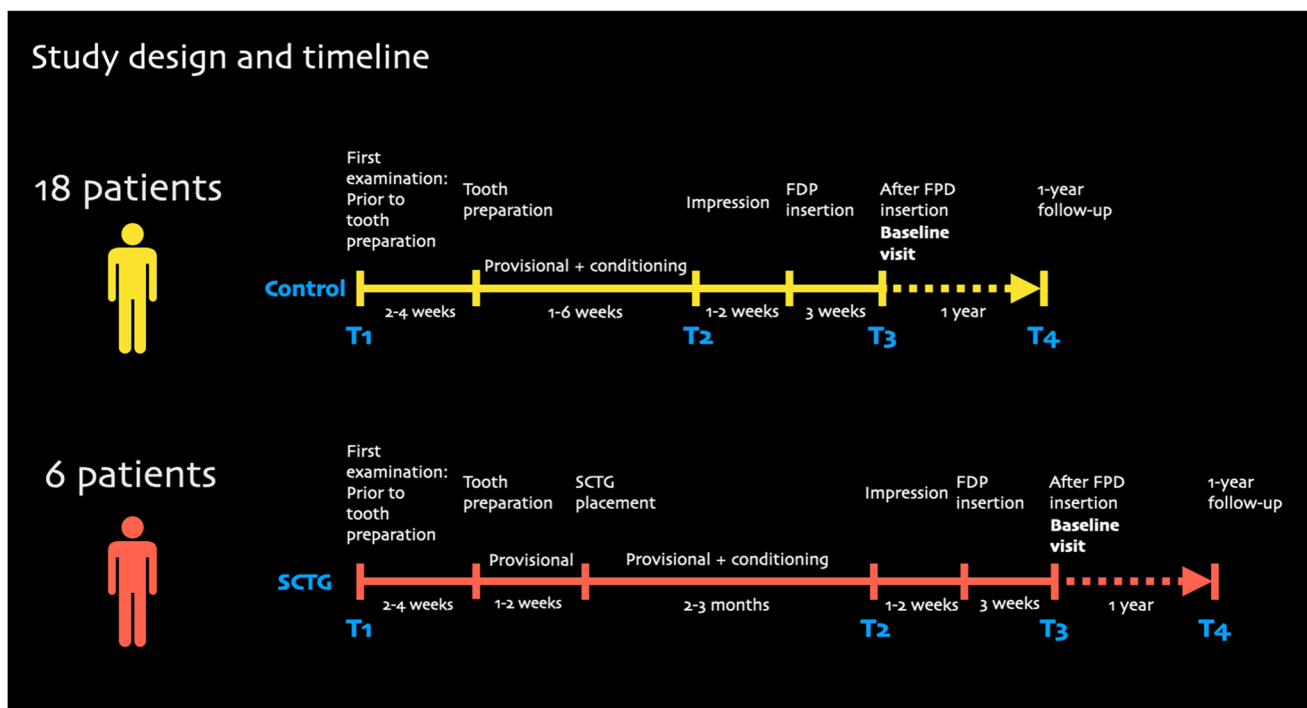 Study design and timeline
18 patients
First
examination:
Prior to
tooth
preparation
Tooth
preparation
Impression
FDP
insertion
After FPD
insertion
Baseline
visit
1-year
follow-up
Provisional + conditioning
Control
2-4 weeks
1-6 weeks
1-2 weeks
3 weeks
1 year
T1
T2
T3
T4
6 patients
First
examination:
Prior to
tooth
preparation
Tooth
preparation
SCTG
placement
Impression
FDP
insertion
After FPD
insertion
Baseline
visit
1-year
follow-up
Provisional
Provisional + conditioning
SCTG
2-4 weeks
1-2 weeks
2-3 months
1-2 weeks
3 weeks
1 year
T1
T2
T3
T4